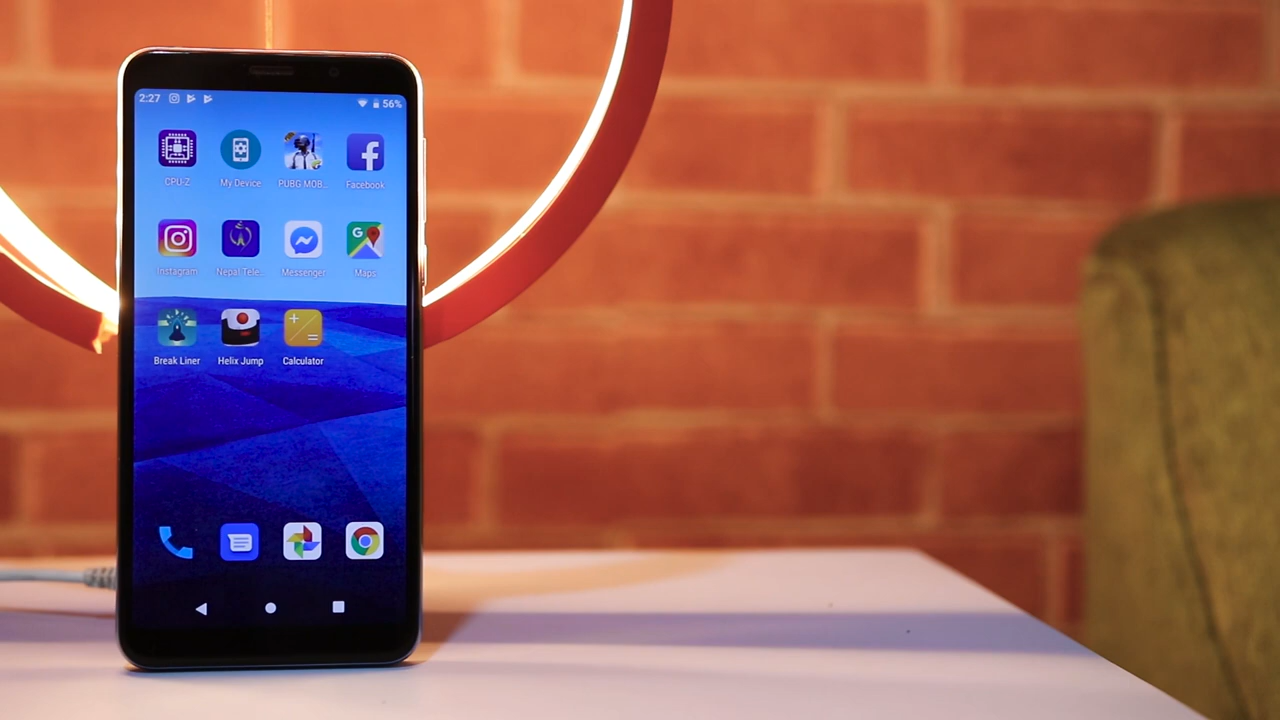 2:27 56%
CPU-Z My Device PUBG MOB... Facebook
Instagram Nepal Tele... Messenger Maps
Break Liner Helix Jump Calculator